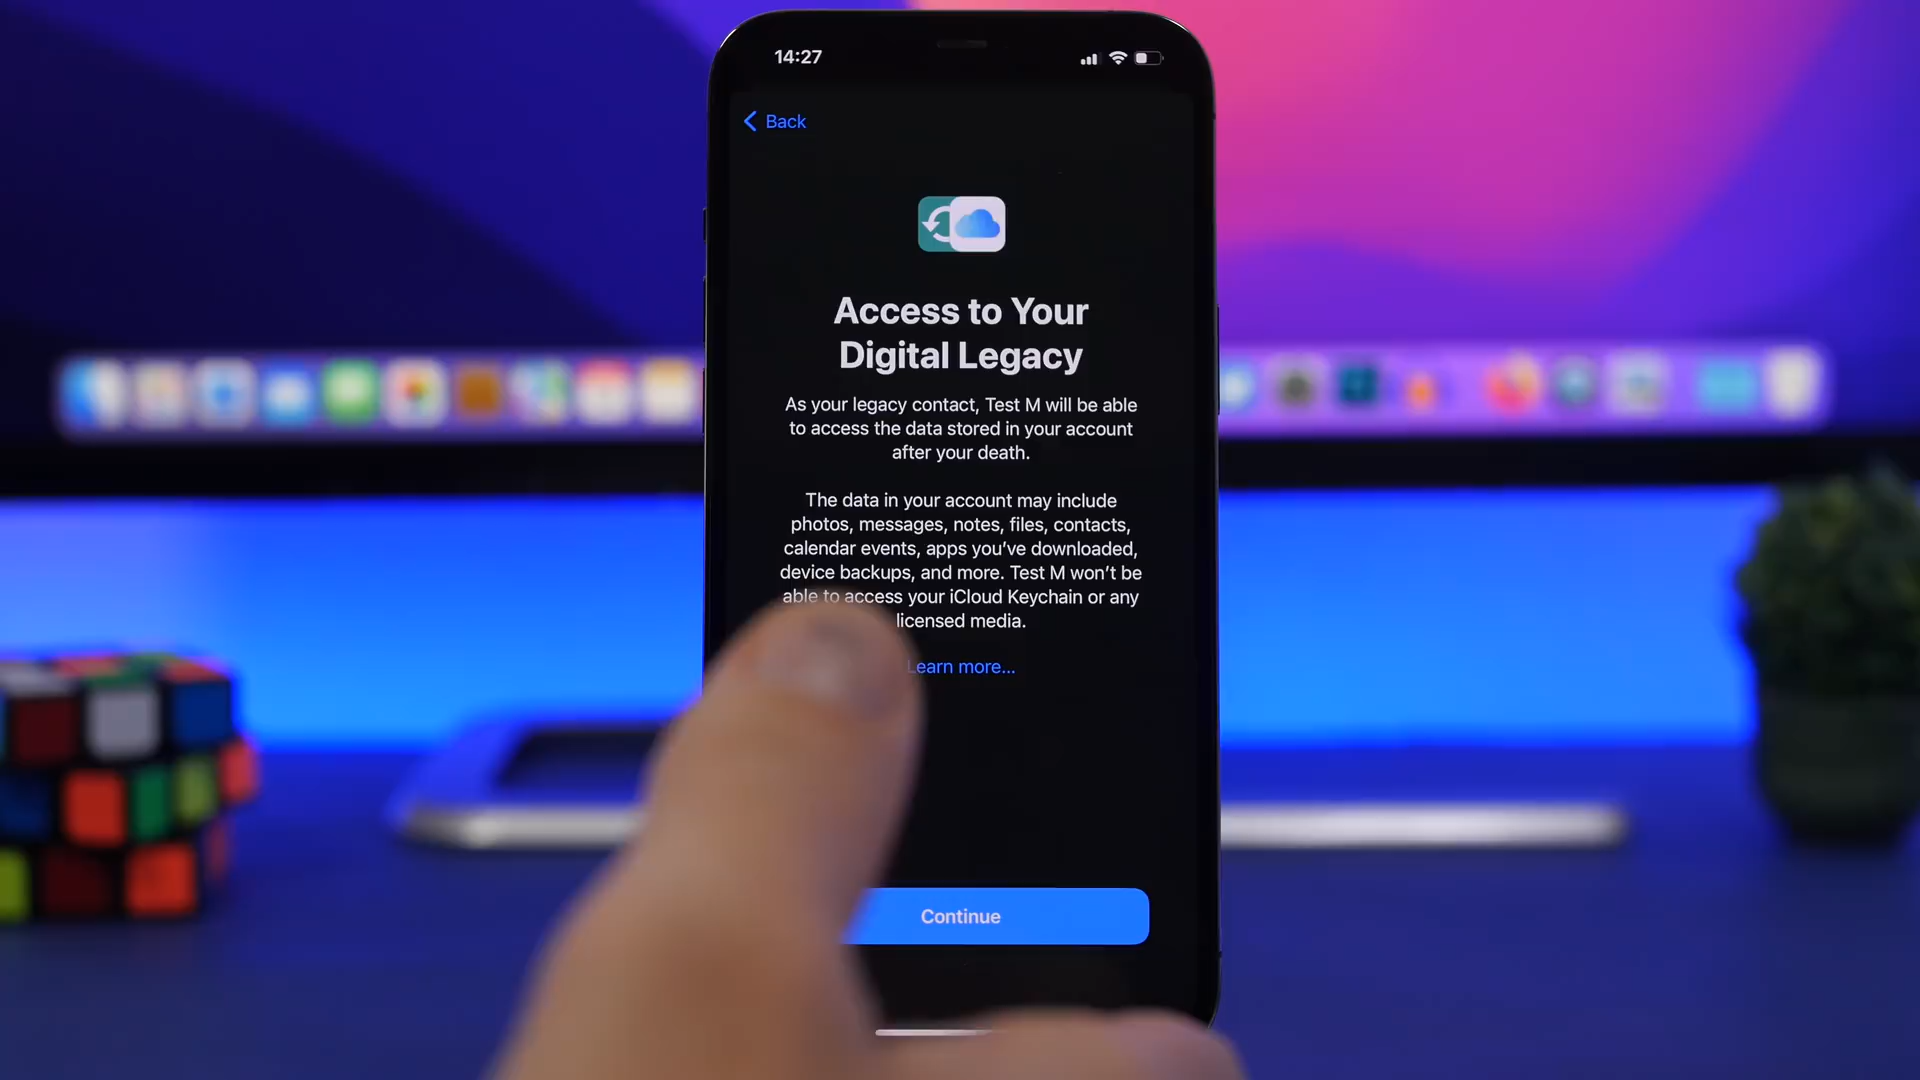 14:27
Back
Access to Your
Digital Legacy
As your legacy contact, Test M will be able
to access the data stored in your account
after your death.
The data in your account may include
photos, messages, notes, files, contacts,
calendar events, apps you’ve downloaded,
device backups, and more. Test M won’t be
able to access your iCloud Keychain or any
licensed media.
Learn more...
Continue